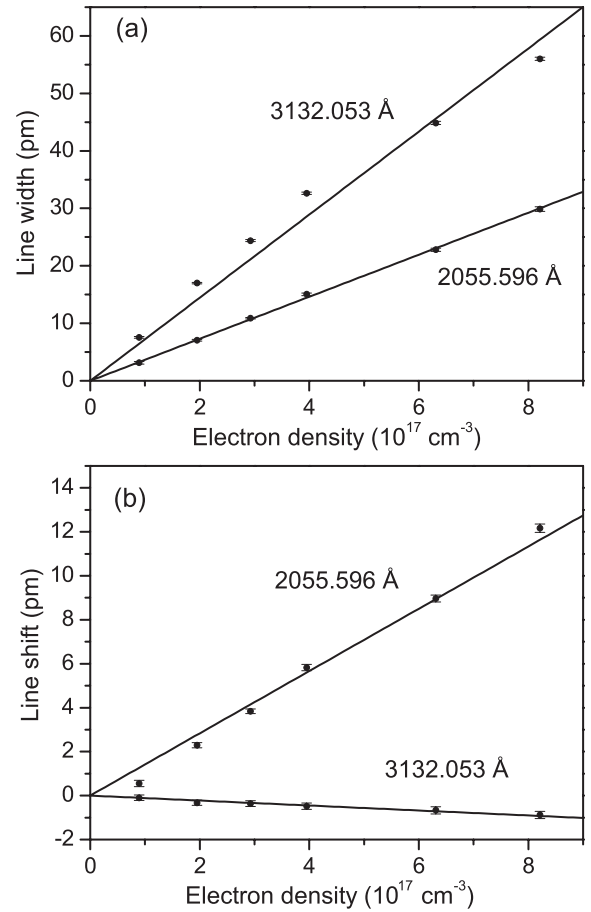 (a)
60
50
40
30
20
10
0
Line width (pm)
3132.053 Å
2055.596 Å
0 2 4 6 8
Electron density (10¹⁷ cm⁻³)
(b)
14
12
10
8
6
4
2
0
-2
Line shift (pm)
2055.596 Å
3132.053 Å
0 2 4 6 8
Electron density (10¹⁷ cm⁻³)